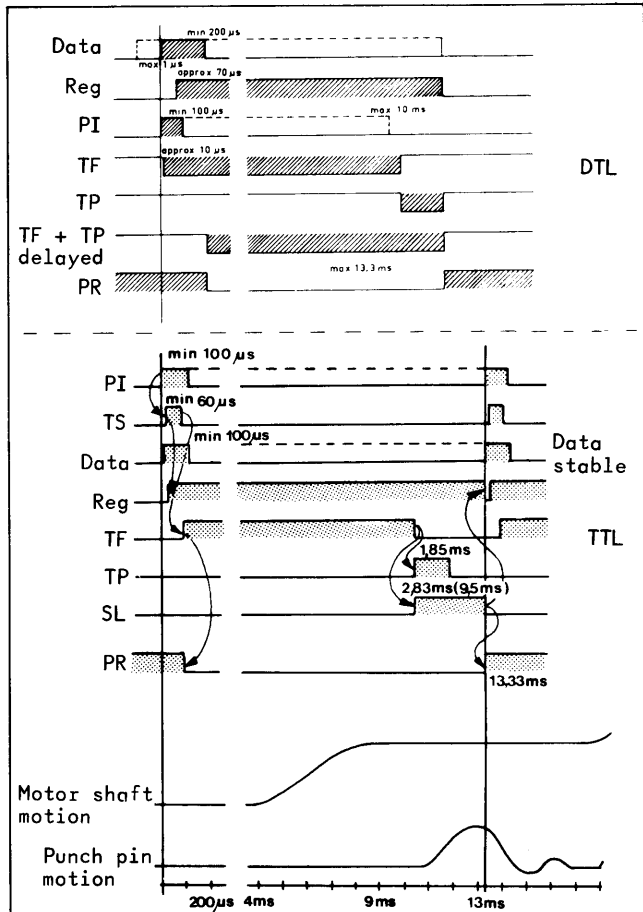 min 200 µs
Data
max 1 µs
approx 70 µs
Reg
min 100 µs
max 10 ms
PI
approx 10 µs
TF
DTL
TP
TF + TP
delayed
max 13,3 ms
PR
min 100 µs
PI
min 60 µs
TS
min 100 µs
Data
Data
stable
Reg
TF
TTL
1,85ms
TP
2,83ms(9,5ms)
SL
PR
13,33ms
Motor shaft
motion
Punch pin
motion
200 µs 4ms 9ms 13ms